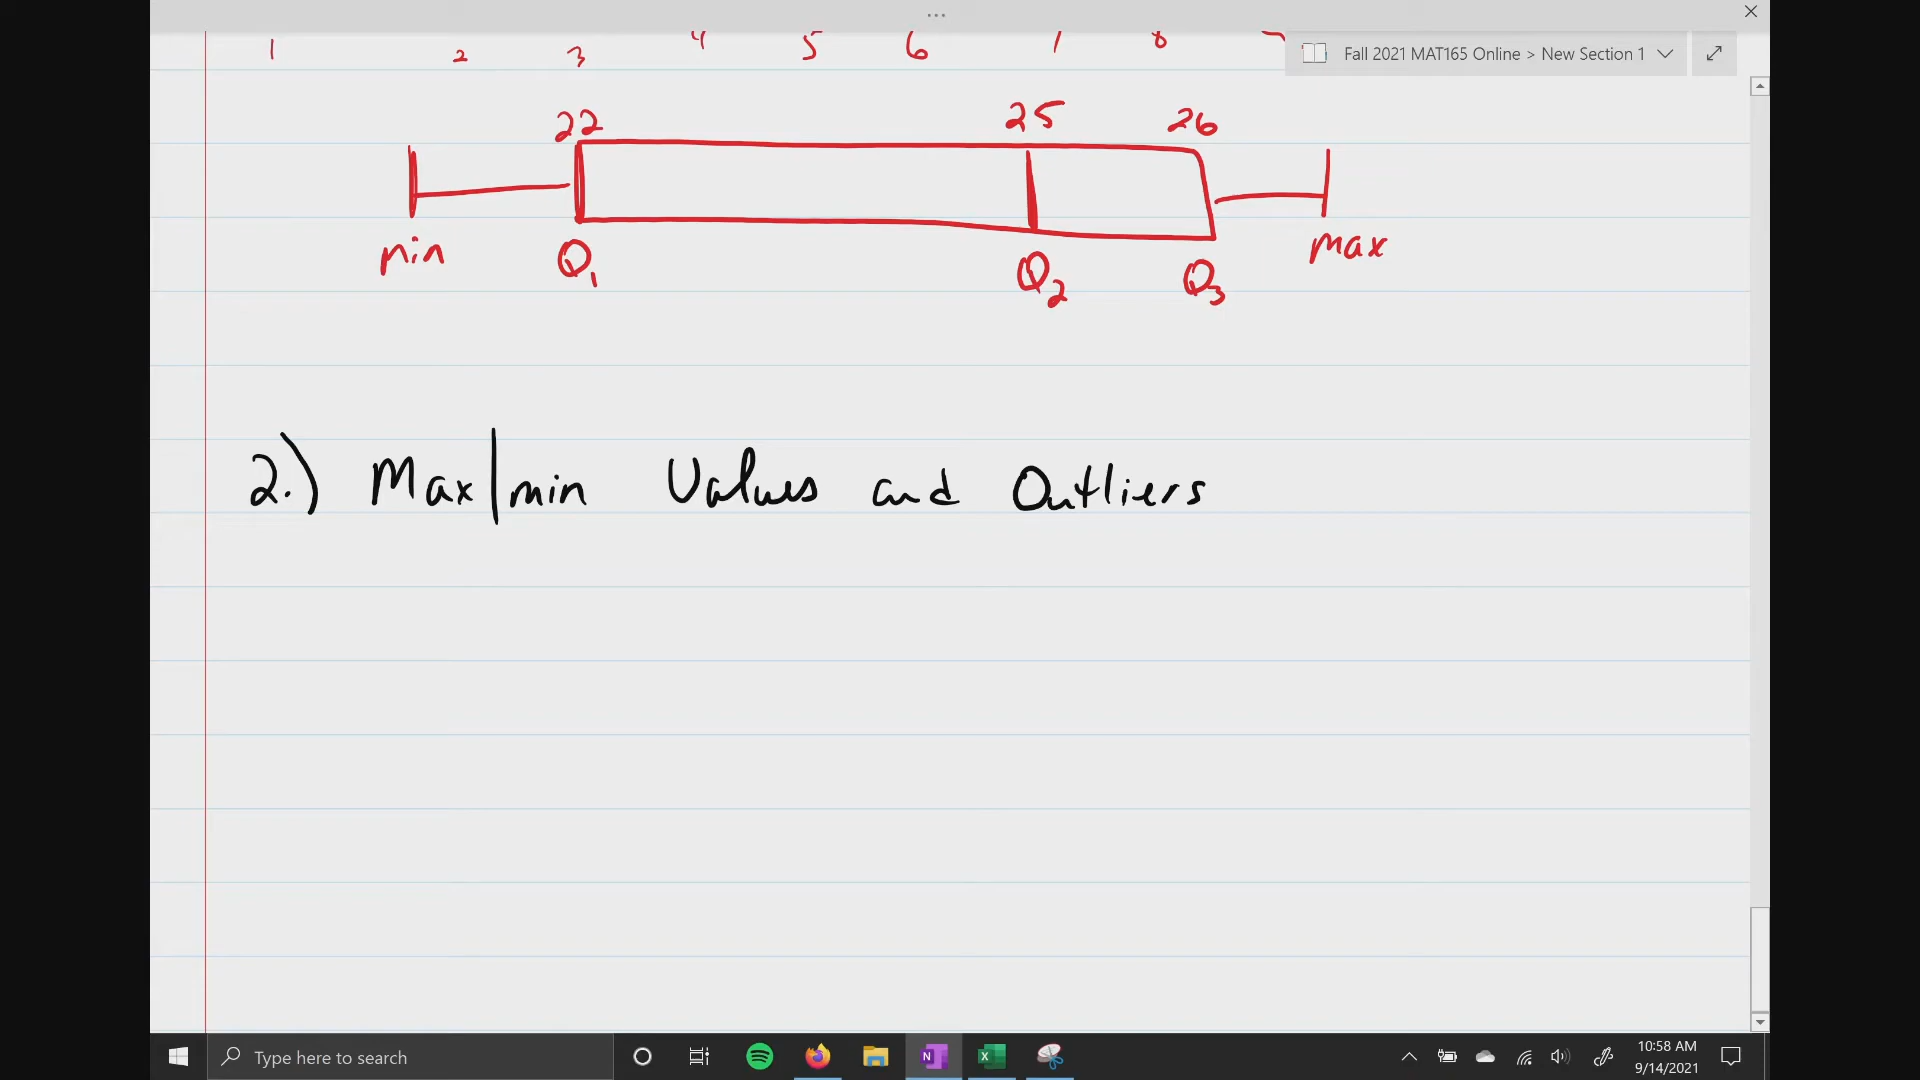 1 2 3 4 5 6 7 8
Fall 2021 MAT165 Online > New Section 1
22 25 26
min Q1 Q2 Q3 max
2.) Max|min Values and Outliers
Type here to search
10:58 AM
9/14/2021